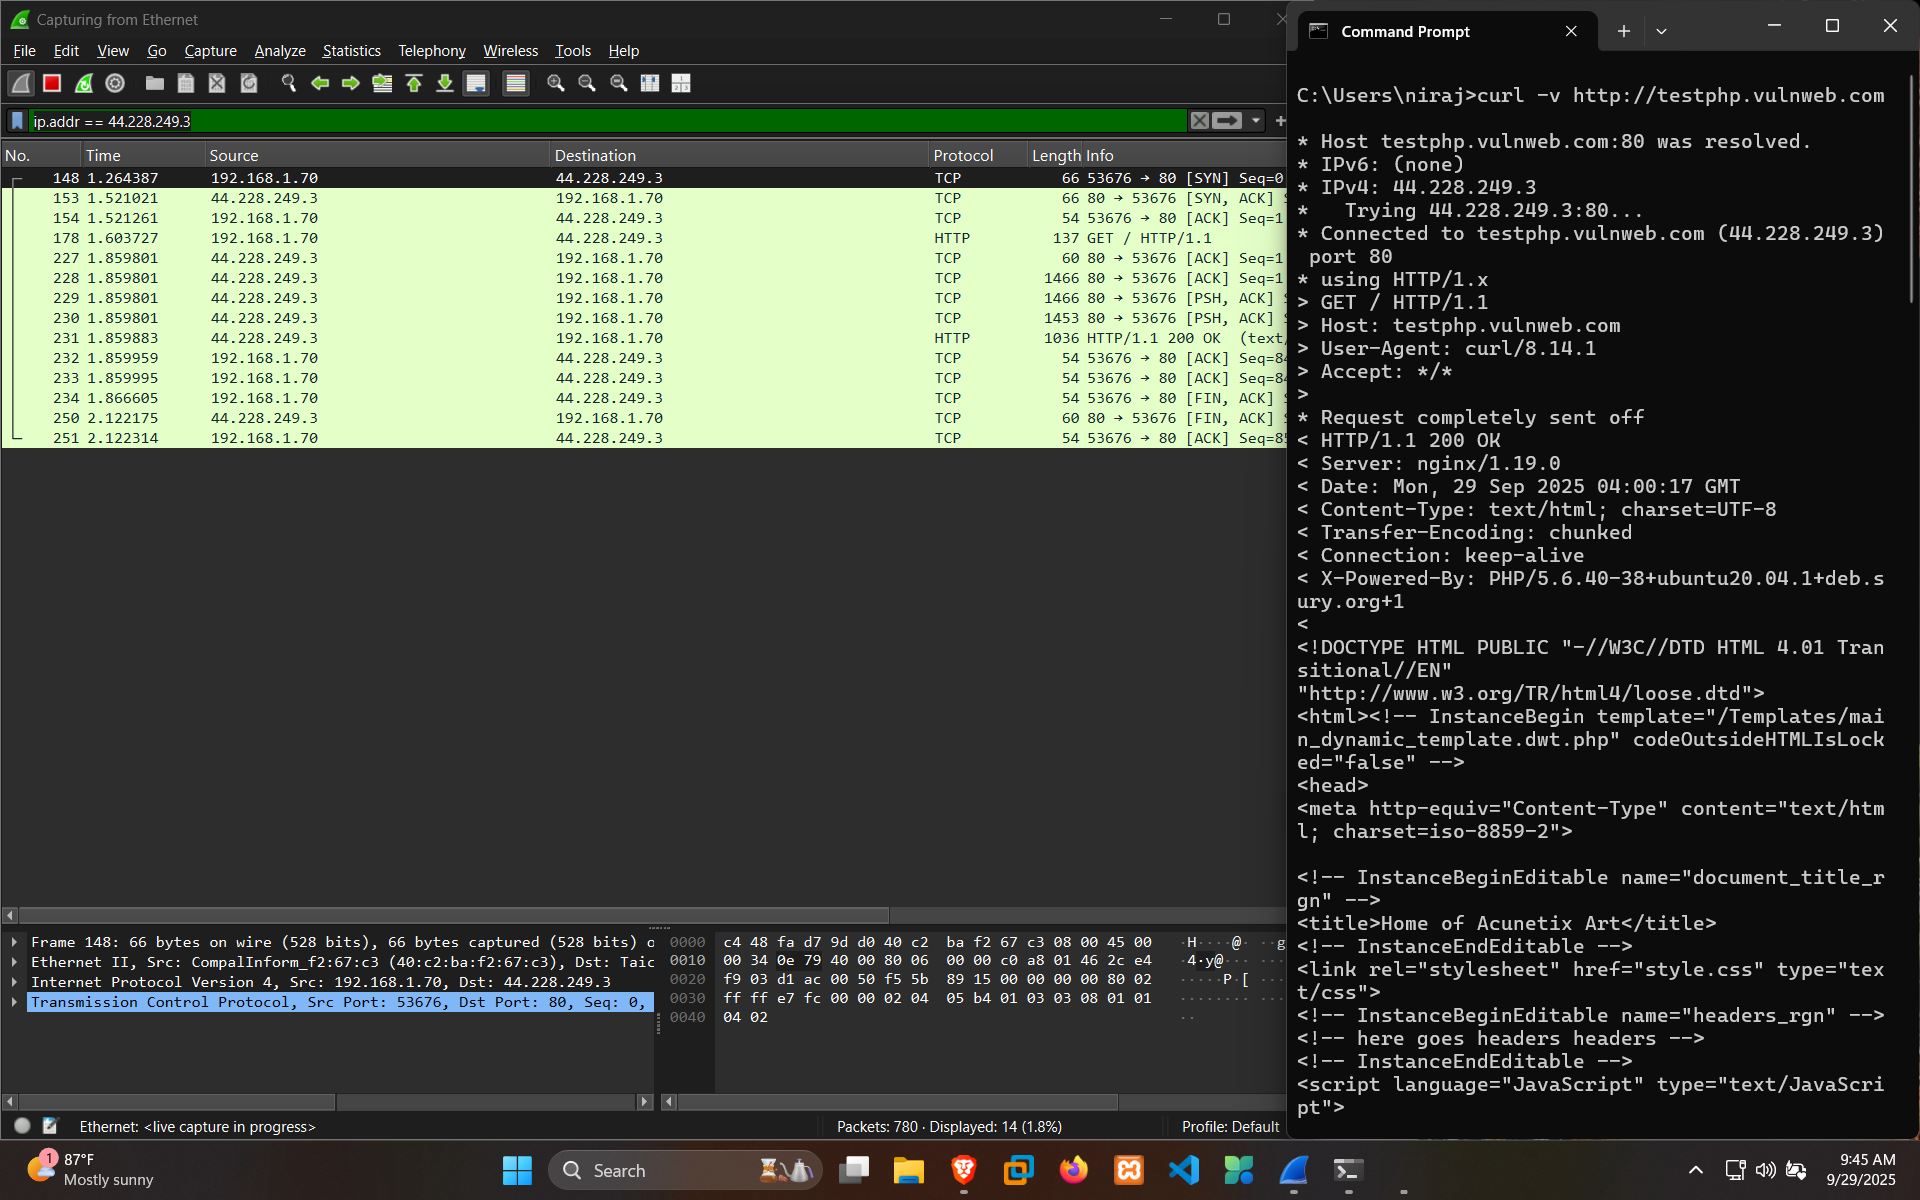 Capturing from Ethernet
File Edit View Go Capture Analyze Statistics Telephony Wireless Tools Help
ip.addr == 44.228.249.3
No. Time Source Destination Protocol Length Info
148 1.264387 192.168.1.70 44.228.249.3 TCP 66 53676 → 80 [SYN] Seq=0
153 1.521021 44.228.249.3 192.168.1.70 TCP 66 80 → 53676 [SYN, ACK]
154 1.521261 192.168.1.70 44.228.249.3 TCP 54 53676 → 80 [ACK] Seq=1
178 1.603727 192.168.1.70 44.228.249.3 HTTP 137 GET / HTTP/1.1
227 1.859801 44.228.249.3 192.168.1.70 TCP 60 80 → 53676 [ACK] Seq=1
228 1.859801 44.228.249.3 192.168.1.70 TCP 1466 80 → 53676 [ACK] Seq=1
229 1.859801 44.228.249.3 192.168.1.70 TCP 1466 80 → 53676 [PSH, ACK]
230 1.859801 44.228.249.3 192.168.1.70 TCP 1453 80 → 53676 [PSH, ACK]
231 1.859883 44.228.249.3 192.168.1.70 HTTP 1036 HTTP/1.1 200 OK (text/
232 1.859959 192.168.1.70 44.228.249.3 TCP 54 53676 → 80 [ACK] Seq=84
233 1.859995 192.168.1.70 44.228.249.3 TCP 54 53676 → 80 [ACK] Seq=84
234 1.866605 192.168.1.70 44.228.249.3 TCP 54 53676 → 80 [FIN, ACK]
250 2.122175 44.228.249.3 192.168.1.70 TCP 60 80 → 53676 [FIN, ACK]
251 2.122314 192.168.1.70 44.228.249.3 TCP 54 53676 → 80 [ACK] Seq=85
Frame 148: 66 bytes on wire (528 bits), 66 bytes captured (528 bits) o
Ethernet II, Src: CompalInform_f2:67:c3 (40:c2:ba:f2:67:c3), Dst: Taic
Internet Protocol Version 4, Src: 192.168.1.70, Dst: 44.228.249.3
Transmission Control Protocol, Src Port: 53676, Dst Port: 80, Seq: 0,
0000 c4 48 fa d7 9d d0 40 c2 ba f2 67 c3 08 00 45 00 ·H····@· ··g
0010 00 34 0e 79 40 00 80 06 00 00 c0 a8 01 46 2c e4 ·4·y@··· ···
0020 f9 03 d1 ac 00 50 f5 5b 89 15 00 00 00 00 80 02 ·····P·[ ···
0030 ff ff e7 fc 00 00 02 04 05 b4 01 03 03 08 01 01 ········ ···
0040 04 02 ··
Ethernet: <live capture in progress>
Packets: 780 · Displayed: 14 (1.8%)
Profile: Default
Command Prompt
C:\Users\niraj>curl -v http://testphp.vulnweb.com
* Host testphp.vulnweb.com:80 was resolved.
* IPv6: (none)
* IPv4: 44.228.249.3
*   Trying 44.228.249.3:80...
* Connected to testphp.vulnweb.com (44.228.249.3)
port 80
* using HTTP/1.x
> GET / HTTP/1.1
> Host: testphp.vulnweb.com
> User-Agent: curl/8.14.1
> Accept: */*
>
* Request completely sent off
< HTTP/1.1 200 OK
< Server: nginx/1.19.0
< Date: Mon, 29 Sep 2025 04:00:17 GMT
< Content-Type: text/html; charset=UTF-8
< Transfer-Encoding: chunked
< Connection: keep-alive
< X-Powered-By: PHP/5.6.40-38+ubuntu20.04.1+deb.s
ury.org+1
<
<!DOCTYPE HTML PUBLIC "-//W3C//DTD HTML 4.01 Tran
sitional//EN"
"http://www.w3.org/TR/html4/loose.dtd">
<html><!-- InstanceBegin template="/Templates/mai
n_dynamic_template.dwt.php" codeOutsideHTMLIsLock
ed="false" -->
<head>
<meta http-equiv="Content-Type" content="text/htm
l; charset=iso-8859-2">
<!-- InstanceBeginEditable name="document_title_r
gn" -->
<title>Home of Acunetix Art</title>
<!-- InstanceEndEditable -->
<link rel="stylesheet" href="style.css" type="tex
t/css">
<!-- InstanceBeginEditable name="headers_rgn" -->
<!-- here goes headers headers -->
<!-- InstanceEndEditable -->
<script language="JavaScript" type="text/JavaScri
pt">
1
87°F
Mostly sunny
Search
9:45 AM
9/29/2025